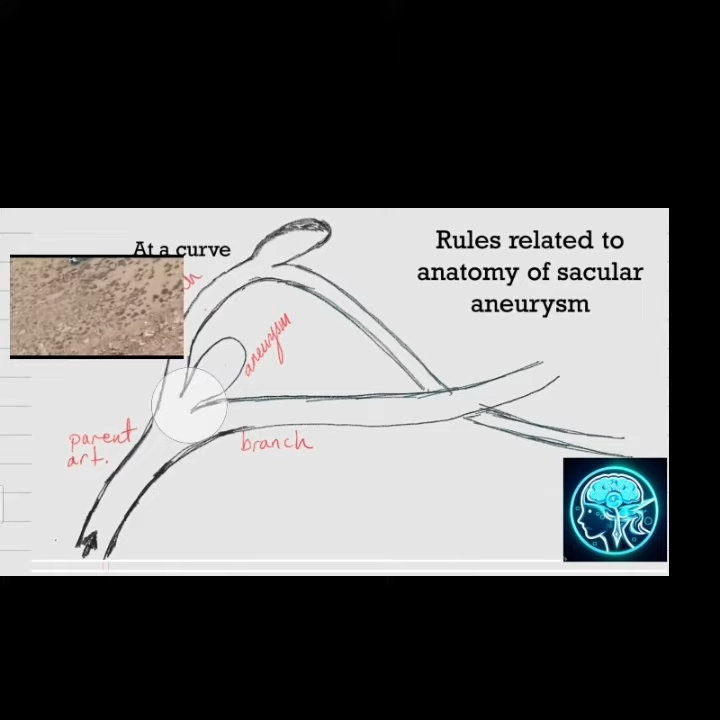 At a curve
Rules related to
anatomy of sacular
aneurysm
aneurysm
parent
art.
branch